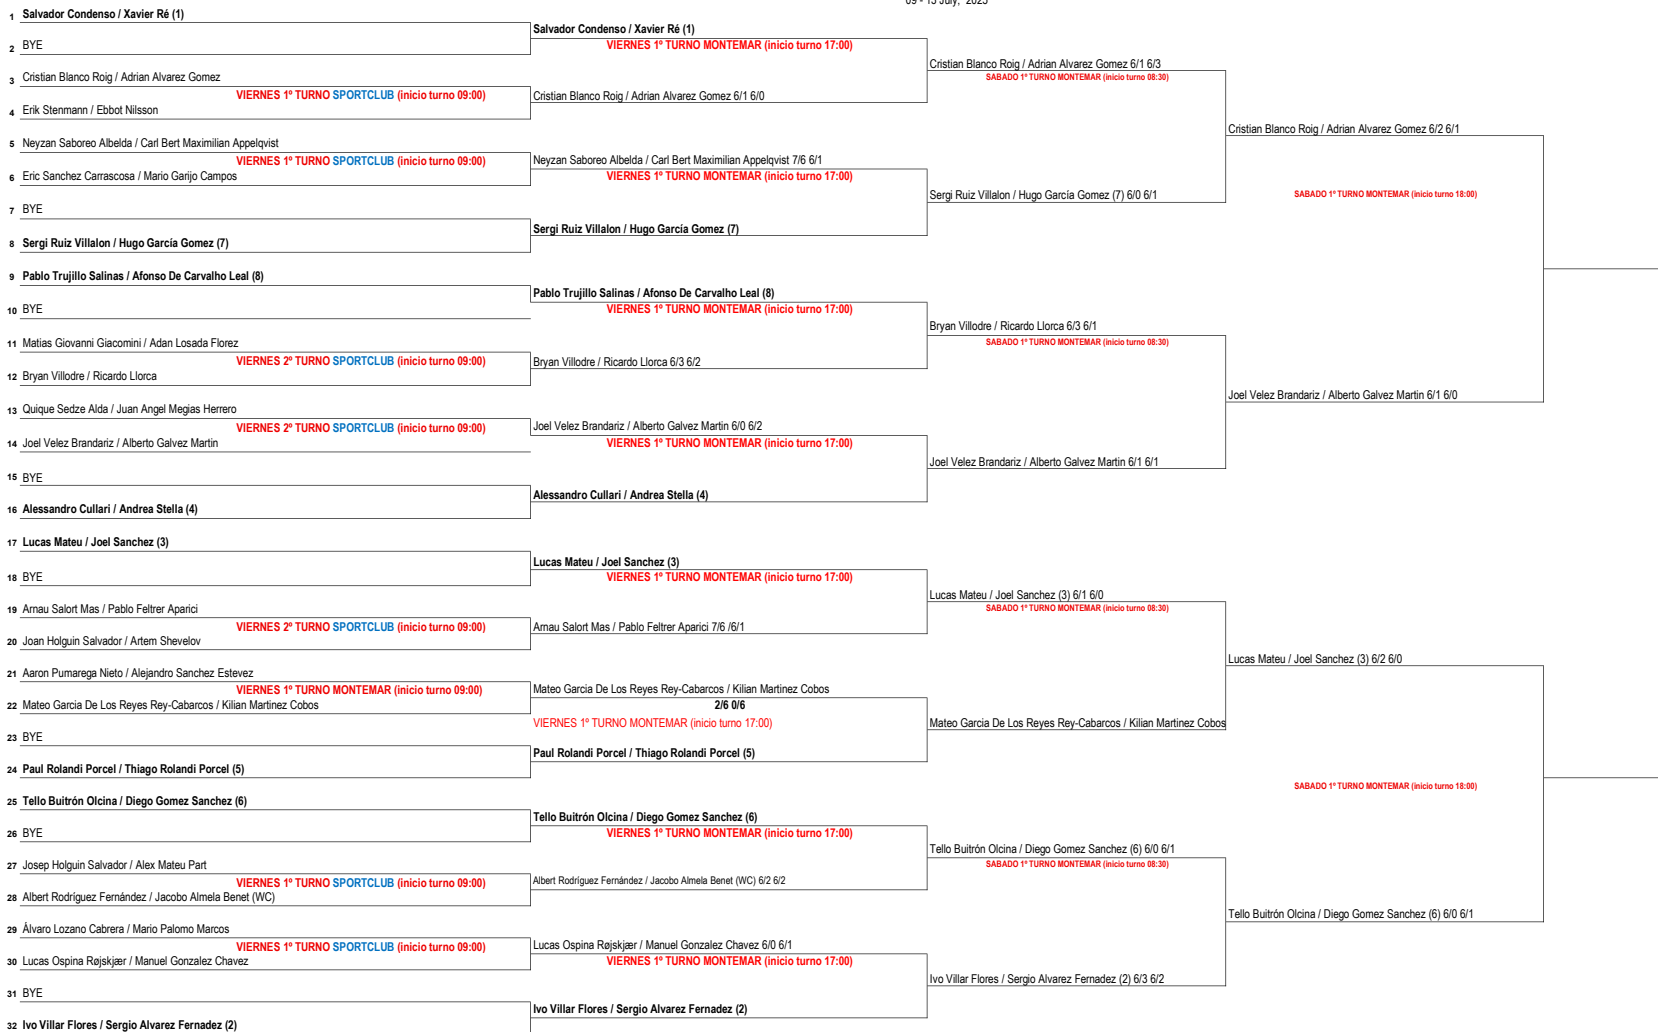 09 - 13 July, 2025
1 Salvador Condenso / Xavier Ré (1)
Salvador Condenso / Xavier Ré (1)
2 BYE
VIERNES 1º TURNO MONTEMAR (inicio turno 17:00)
Cristian Blanco Roig / Adrian Alvarez Gomez 6/1 6/3
3 Cristian Blanco Roig / Adrian Alvarez Gomez
SABADO 1º TURNO MONTEMAR (inicio turno 08:30)
VIERNES 1º TURNO SPORTCLUB (inicio turno 09:00)
Cristian Blanco Roig / Adrian Alvarez Gomez 6/1 6/0
4 Erik Stenmann / Ebbot Nilsson
Cristian Blanco Roig / Adrian Alvarez Gomez 6/2 6/1
5 Neyzan Saboreo Albelda / Carl Bert Maximilian Appelqvist
VIERNES 1º TURNO SPORTCLUB (inicio turno 09:00)
Neyzan Saboreo Albelda / Carl Bert Maximilian Appelqvist 7/6 6/1
6 Eric Sanchez Carrascosa / Mario Garijo Campos
VIERNES 1º TURNO MONTEMAR (inicio turno 17:00)
Sergi Ruiz Villalon / Hugo García Gomez (7) 6/0 6/1
SABADO 1º TURNO MONTEMAR (inicio turno 18:00)
7 BYE
Sergi Ruiz Villalon / Hugo García Gomez (7)
8 Sergi Ruiz Villalon / Hugo García Gomez (7)
9 Pablo Trujillo Salinas / Afonso De Carvalho Leal (8)
Pablo Trujillo Salinas / Afonso De Carvalho Leal (8)
10 BYE
VIERNES 1º TURNO MONTEMAR (inicio turno 17:00)
Bryan Villodre / Ricardo Llorca 6/3 6/1
11 Matias Giovanni Giacomini / Adan Losada Florez
SABADO 1º TURNO MONTEMAR (inicio turno 08:30)
VIERNES 2º TURNO SPORTCLUB (inicio turno 09:00)
Bryan Villodre / Ricardo Llorca 6/3 6/2
12 Bryan Villodre / Ricardo Llorca
Joel Velez Brandariz / Alberto Galvez Martin 6/1 6/0
13 Quique Sedze Alda / Juan Angel Megias Herrero
VIERNES 2º TURNO SPORTCLUB (inicio turno 09:00)
Joel Velez Brandariz / Alberto Galvez Martin 6/0 6/2
14 Joel Velez Brandariz / Alberto Galvez Martin
VIERNES 1º TURNO MONTEMAR (inicio turno 17:00)
Joel Velez Brandariz / Alberto Galvez Martin 6/1 6/1
15 BYE
Alessandro Cullari / Andrea Stella (4)
16 Alessandro Cullari / Andrea Stella (4)
17 Lucas Mateu / Joel Sanchez (3)
Lucas Mateu / Joel Sanchez (3)
18 BYE
VIERNES 1º TURNO MONTEMAR (inicio turno 17:00)
Lucas Mateu / Joel Sanchez (3) 6/1 6/0
19 Arnau Salort Mas / Pablo Feltrer Aparici
SABADO 1º TURNO MONTEMAR (inicio turno 08:30)
VIERNES 2º TURNO SPORTCLUB (inicio turno 09:00)
Arnau Salort Mas / Pablo Feltrer Aparici 7/6 /6/1
20 Joan Holguin Salvador / Artem Shevelov
Lucas Mateu / Joel Sanchez (3) 6/2 6/0
21 Aaron Pumarega Nieto / Alejandro Sanchez Estevez
VIERNES 1º TURNO MONTEMAR (inicio turno 09:00)
Mateo Garcia De Los Reyes Rey-Cabarcos / Kilian Martinez Cobos
22 Mateo Garcia De Los Reyes Rey-Cabarcos / Kilian Martinez Cobos
2/6 0/6
VIERNES 1º TURNO MONTEMAR (inicio turno 17:00)
Mateo Garcia De Los Reyes Rey-Cabarcos / Kilian Martinez Cobos
23 BYE
Paul Rolandi Porcel / Thiago Rolandi Porcel (5)
24 Paul Rolandi Porcel / Thiago Rolandi Porcel (5)
SABADO 1º TURNO MONTEMAR (inicio turno 18:00)
25 Tello Buitrón Olcina / Diego Gomez Sanchez (6)
Tello Buitrón Olcina / Diego Gomez Sanchez (6)
26 BYE
VIERNES 1º TURNO MONTEMAR (inicio turno 17:00)
Tello Buitrón Olcina / Diego Gomez Sanchez (6) 6/0 6/1
27 Josep Holguin Salvador / Alex Mateu Part
SABADO 1º TURNO MONTEMAR (inicio turno 08:30)
VIERNES 1º TURNO SPORTCLUB (inicio turno 09:00)
Albert Rodríguez Fernández / Jacobo Almela Benet (WC) 6/2 6/2
28 Albert Rodríguez Fernández / Jacobo Almela Benet (WC)
Tello Buitrón Olcina / Diego Gomez Sanchez (6) 6/0 6/1
29 Álvaro Lozano Cabrera / Mario Palomo Marcos
VIERNES 1º TURNO SPORTCLUB (inicio turno 09:00)
Lucas Ospina Røjskjær / Manuel Gonzalez Chavez 6/0 6/1
30 Lucas Ospina Røjskjær / Manuel Gonzalez Chavez
VIERNES 1º TURNO MONTEMAR (inicio turno 17:00)
Ivo Villar Flores / Sergio Alvarez Fernadez (2) 6/3 6/2
31 BYE
Ivo Villar Flores / Sergio Alvarez Fernadez (2)
32 Ivo Villar Flores / Sergio Alvarez Fernadez (2)